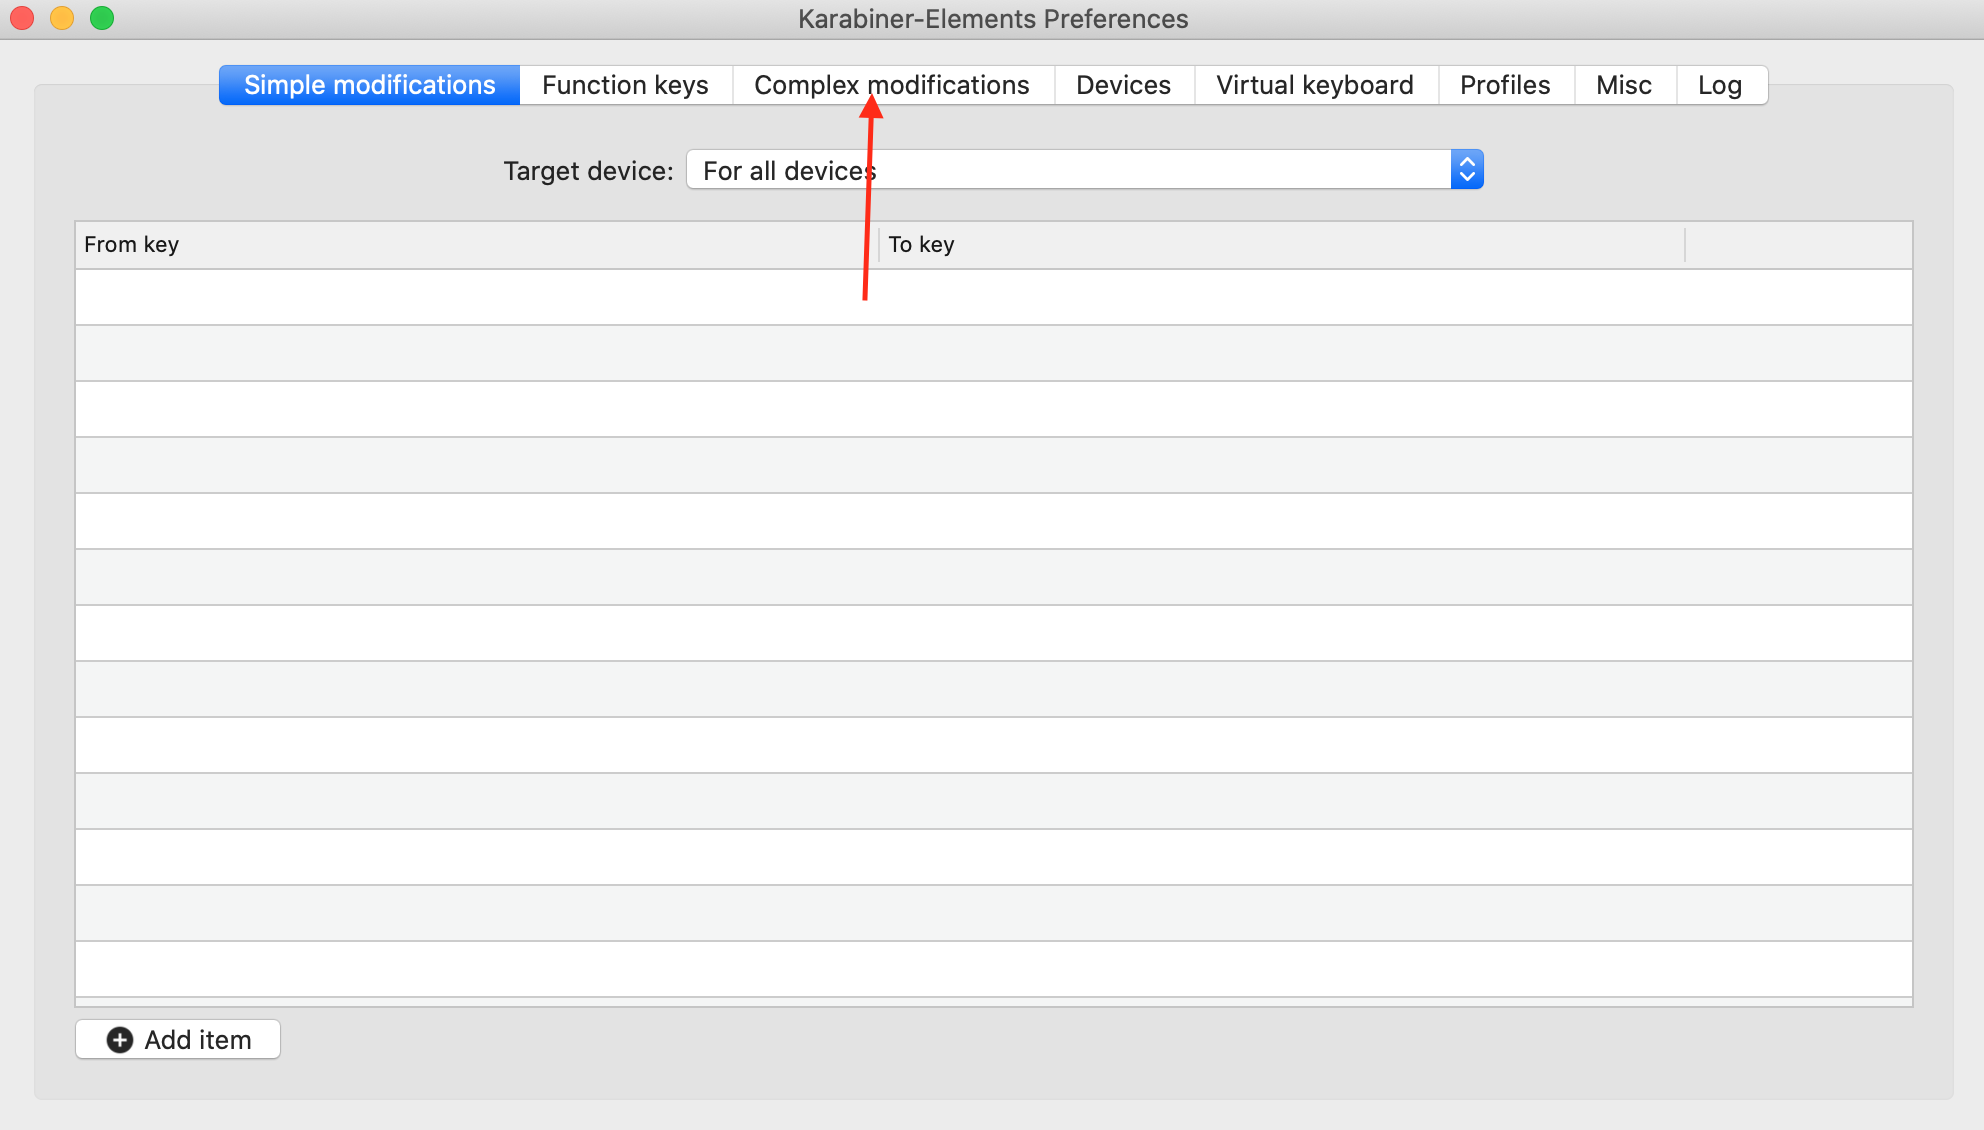 Karabiner-Elements Preferences
Simple modifications Function keys Complex modifications Devices Virtual keyboard Profiles Misc Log
Target device: For all devices
From key To key
Add item